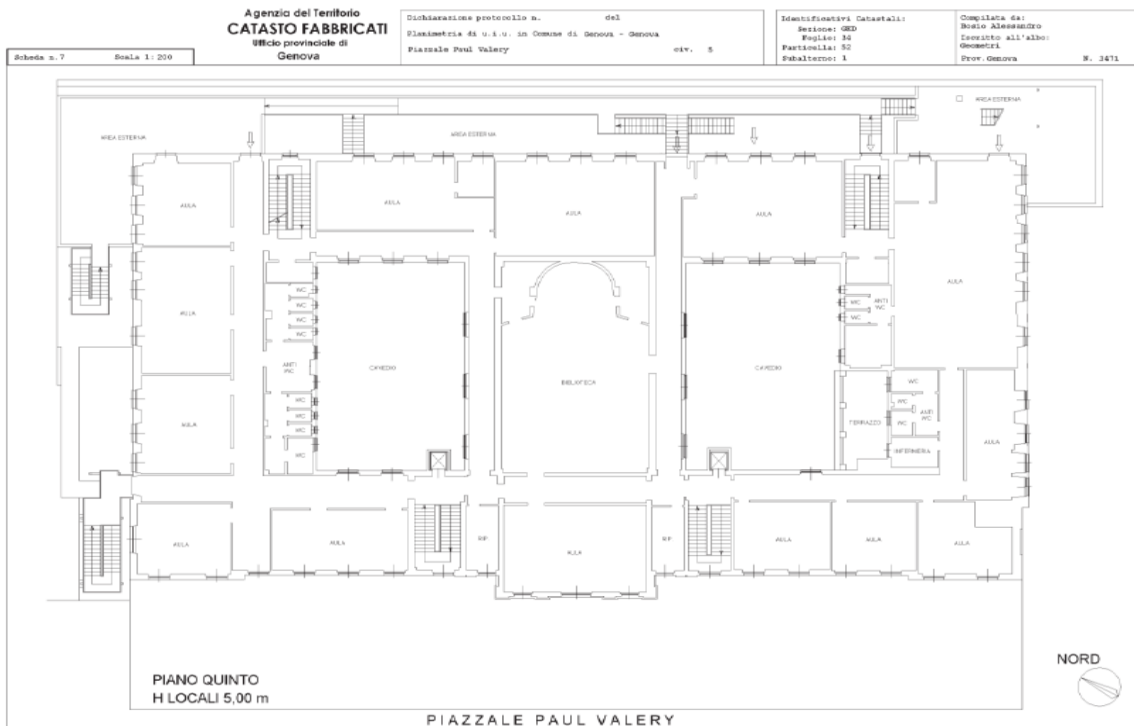 Agenzia del Territorio
CATASTO FABBRICATI
Ufficio provinciale di
Genova
Scheda n.7 Scala 1:200
Dichiarazione protocollo n. del
Planimetria di u.i.u. in Comune di Genova - Genova
Piazzale Paul Valery civ. 5
Identificativi Catastali:
Sezione: GED
Foglio: 34
Particella: 52
Subalterno: 1
Compilata da:
Bosio Alessandro
Iscritto all'albo:
Geometri
Prov. Genova N. 3471
AREA ESTERNA
AREA ESTERNA
AREA ESTERNA
AULA
AULA
AULA
AULA
AULA
AULA
AULA
WC
WC
WC
WC
ANTI
WC
WC
WC
WC
WC
CAVEDIO
BIBLIOTECA
CAVEDIO
WC
WC
ANTI
WC
WC
WC
WC
ANTI
WC
TERRAZZO
INFERMERIA
AULA
AULA
AULA
RIP.
AULA
RIP.
AULA
AULA
AULA
PIANO QUINTO
H LOCALI 5,00 m
NORD
PIAZZALE PAUL VALERY